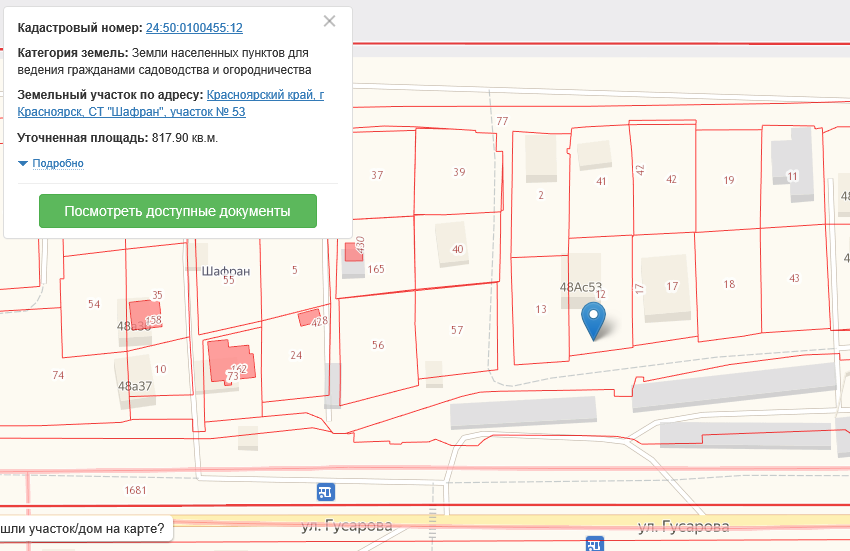 Кадастровый номер: 24:50:0100455:12
Категория земель: Земли населенных пунктов для
ведения гражданами садоводства и огородничества
Земельный участок по адресу: Красноярский край, г
Красноярск, СТ "Шафран", участок № 53
Уточненная площадь: 817.90 кв.м.
Подробно
Посмотреть доступные документы
77
37
39
2
41
42
42
19
11
48
430
40
165
Шафран
55
5
54
35
158
48а3
48Ас53
12
13
17
17
18
43
428
56
57
24
162
73
74
10
48а37
1681
шли участок/дом на карте?
ул. Гусарова
ул. Гусарова